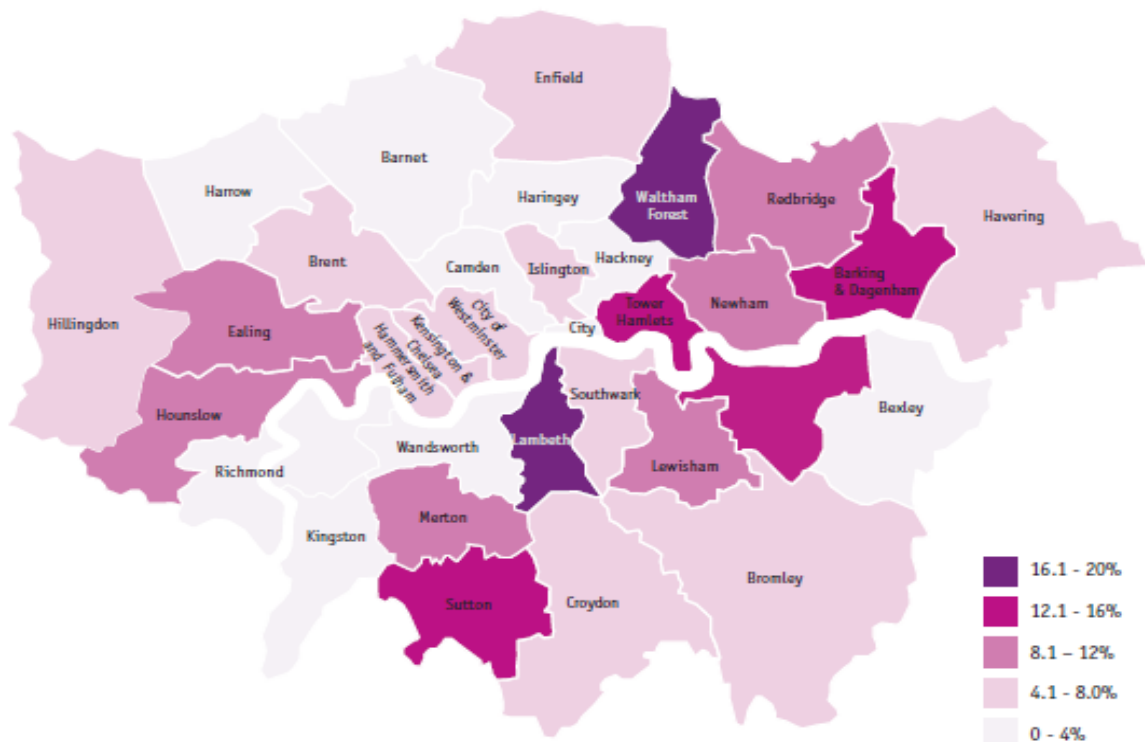 Enfield
Barnet
Harrow
Haringey
Waltham
Forest
Redbridge
Havering
Brent
Camden
Islington
Hackney
Barking
& Dagenham
Hillingdon
Ealing
Hammersmith
and Fulham
Kensington &
Chelsea
City of
Westminster
City
Tower
Hamlets
Newham
Hounslow
Southwark
Bexley
Richmond
Wandsworth
Lambeth
Lewisham
Merton
Kingston
Sutton
Croydon
Bromley
16.1 - 20%
12.1 - 16%
8.1 – 12%
4.1 - 8.0%
0 - 4%